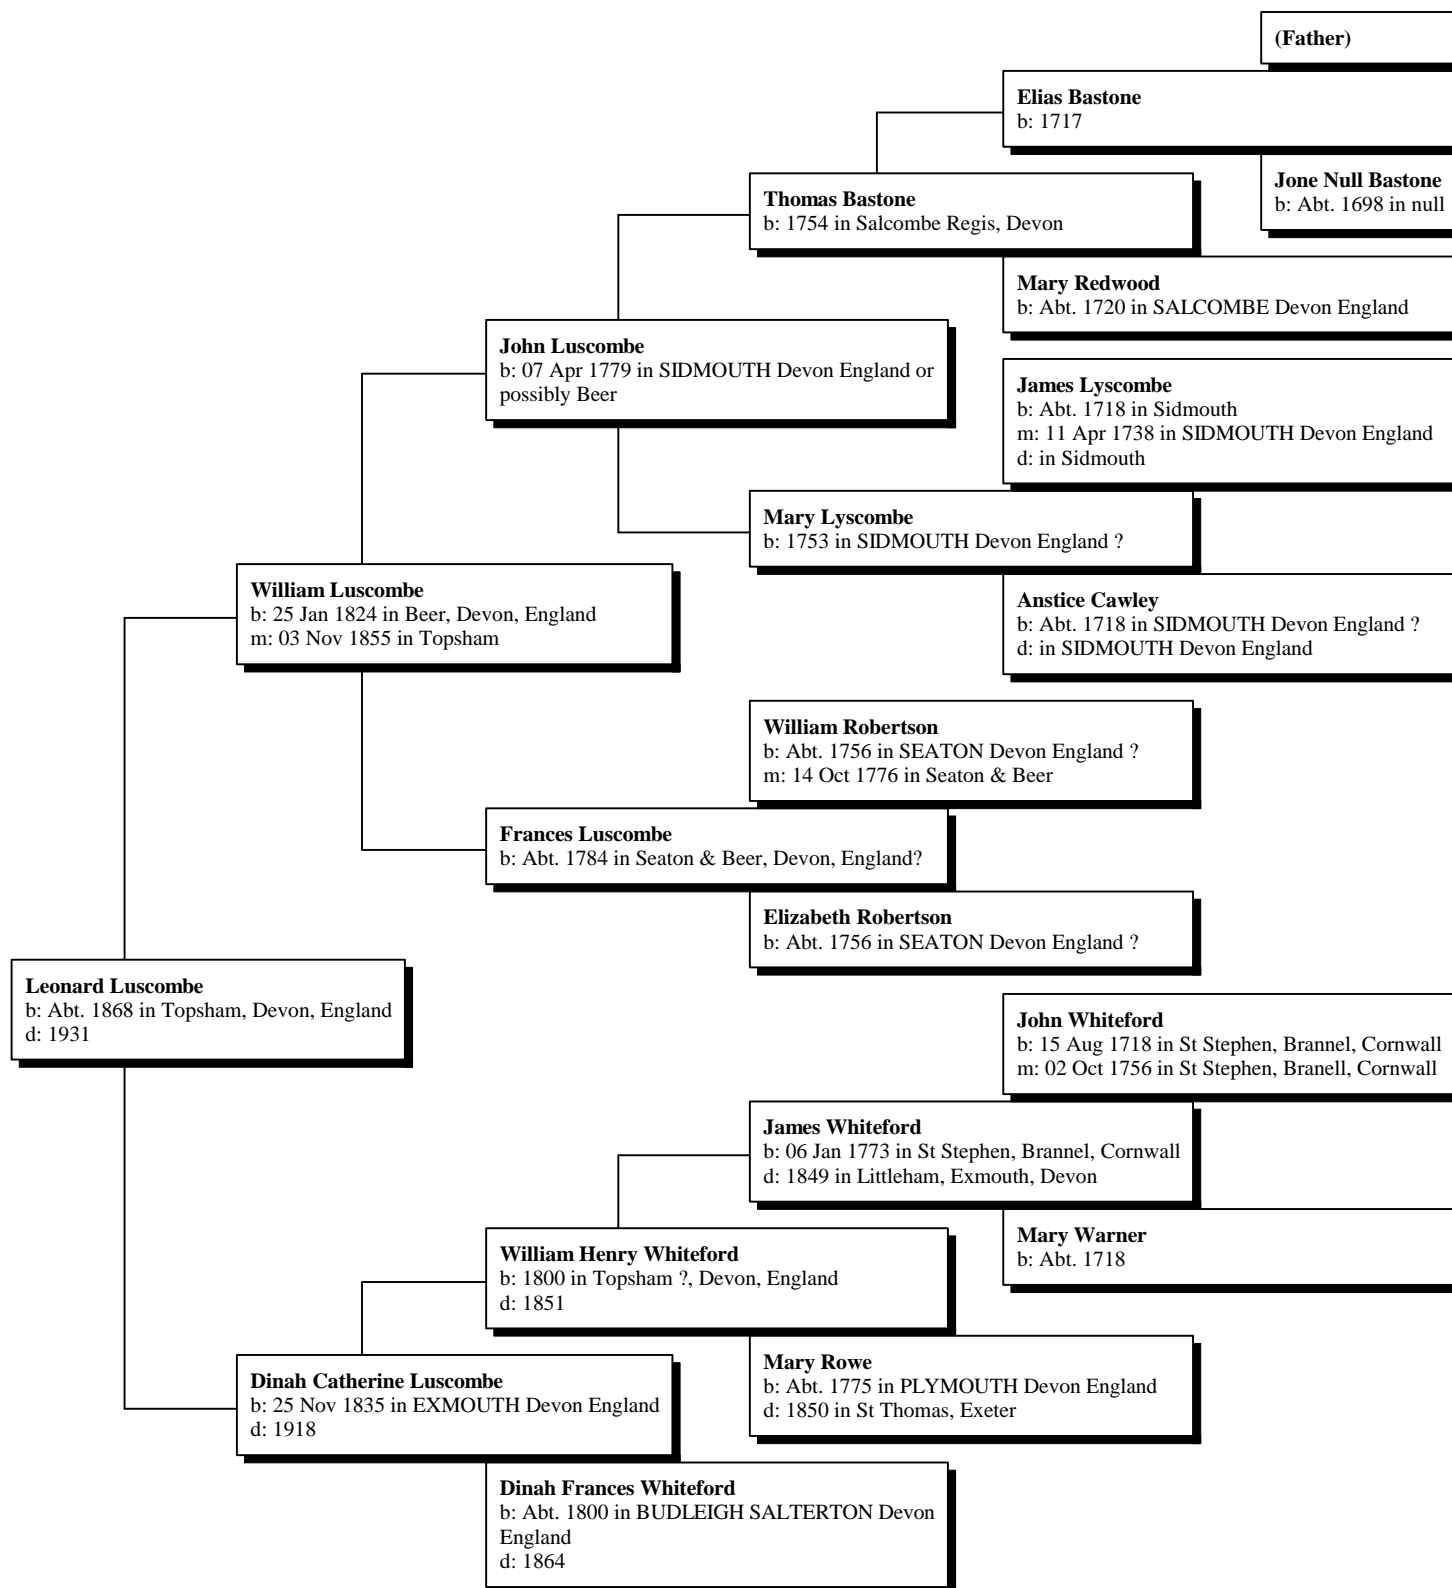 (Father)
Elias Bastone
b: 1717
Jone Null Bastone
b: Abt. 1698 in null
Thomas Bastone
b: 1754 in Salcombe Regis, Devon
Mary Redwood
b: Abt. 1720 in SALCOMBE Devon England
John Luscombe
b: 07 Apr 1779 in SIDMOUTH Devon England or
possibly Beer
James Lyscombe
b: Abt. 1718 in Sidmouth
m: 11 Apr 1738 in SIDMOUTH Devon England
d: in Sidmouth
Mary Lyscombe
b: 1753 in SIDMOUTH Devon England ?
Anstice Cawley
b: Abt. 1718 in SIDMOUTH Devon England ?
d: in SIDMOUTH Devon England
William Luscombe
b: 25 Jan 1824 in Beer, Devon, England
m: 03 Nov 1855 in Topsham
William Robertson
b: Abt. 1756 in SEATON Devon England ?
m: 14 Oct 1776 in Seaton & Beer
Frances Luscombe
b: Abt. 1784 in Seaton & Beer, Devon, England?
Elizabeth Robertson
b: Abt. 1756 in SEATON Devon England ?
Leonard Luscombe
b: Abt. 1868 in Topsham, Devon, England
d: 1931
John Whiteford
b: 15 Aug 1718 in St Stephen, Brannel, Cornwall
m: 02 Oct 1756 in St Stephen, Branell, Cornwall
James Whiteford
b: 06 Jan 1773 in St Stephen, Brannel, Cornwall
d: 1849 in Littleham, Exmouth, Devon
Mary Warner
b: Abt. 1718
William Henry Whiteford
b: 1800 in Topsham ?, Devon, England
d: 1851
Mary Rowe
b: Abt. 1775 in PLYMOUTH Devon England
d: 1850 in St Thomas, Exeter
Dinah Catherine Luscombe
b: 25 Nov 1835 in EXMOUTH Devon England
d: 1918
Dinah Frances Whiteford
b: Abt. 1800 in BUDLEIGH SALTERTON Devon
England
d: 1864